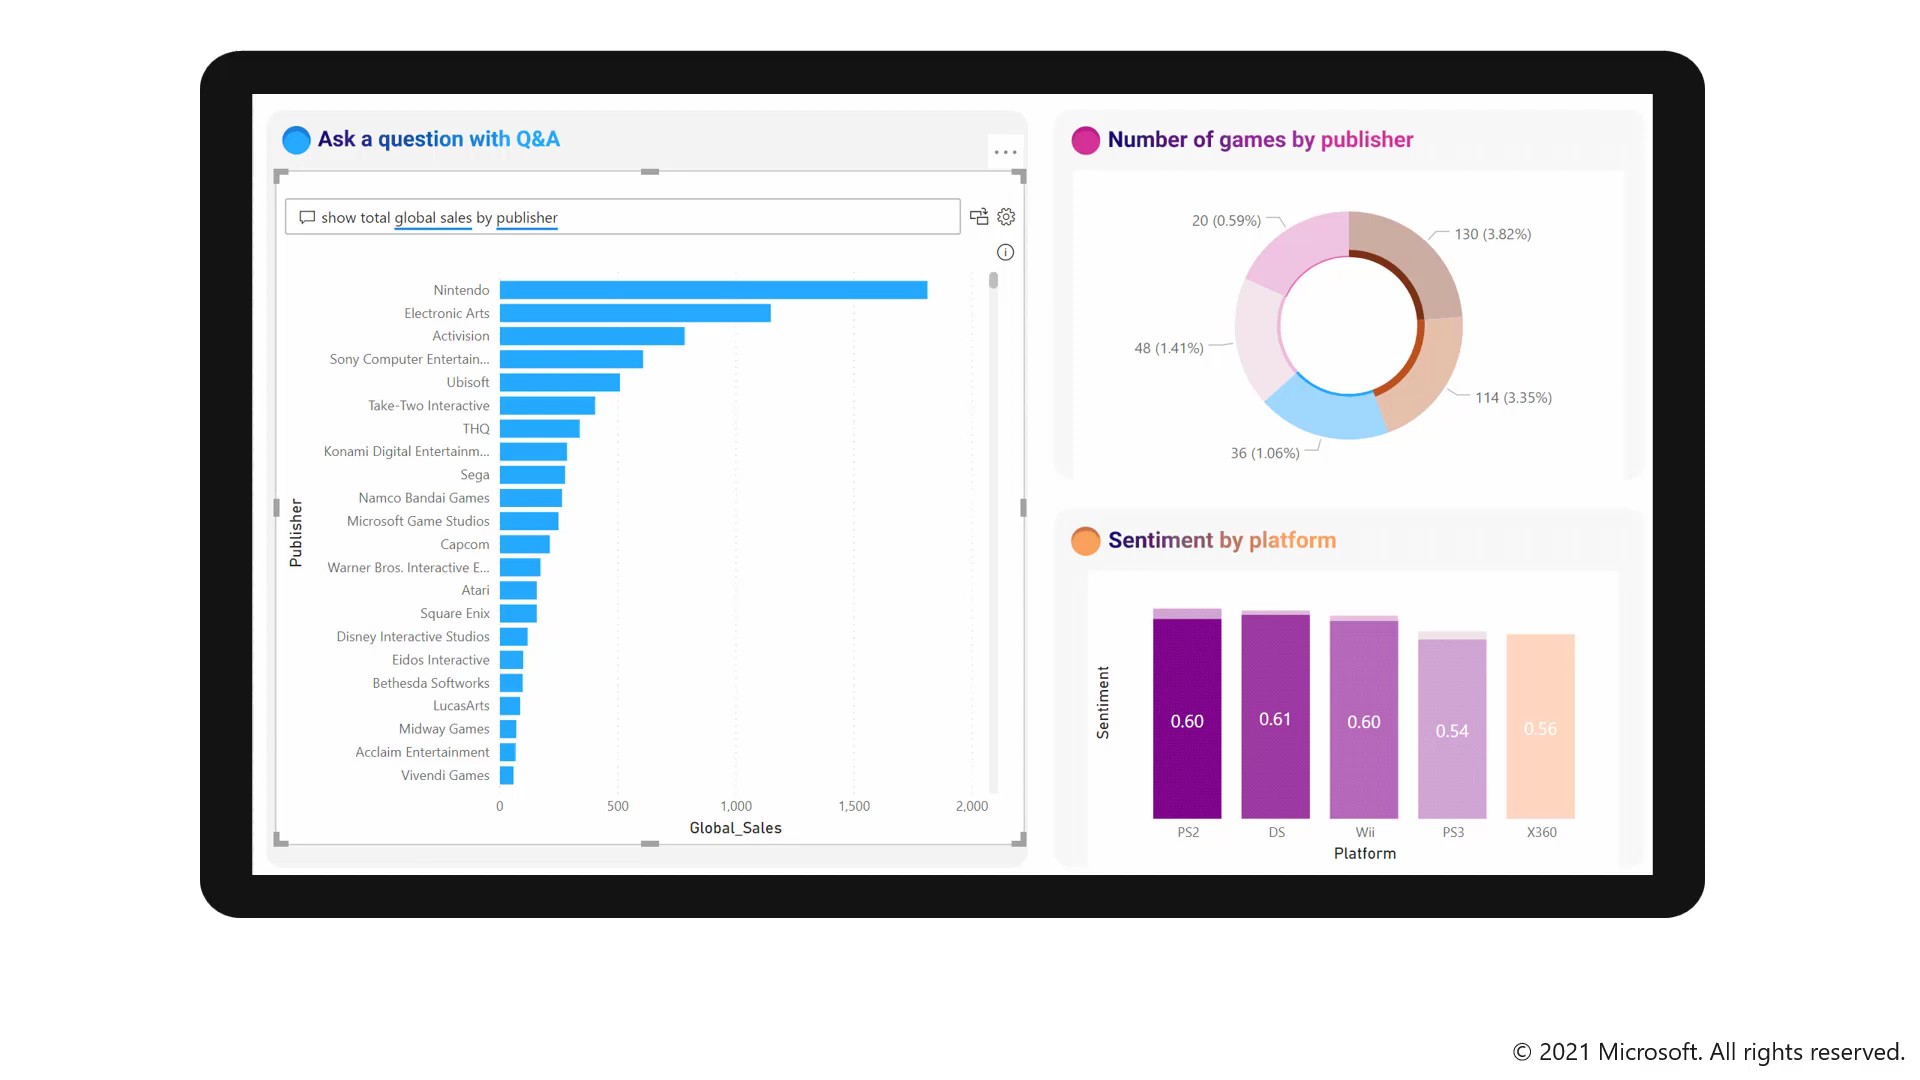 Ask a question with Q&A
show total global sales by publisher
Publisher
Nintendo
Electronic Arts
Activision
Sony Computer Entertain...
Ubisoft
Take-Two Interactive
THQ
Konami Digital Entertainm...
Sega
Namco Bandai Games
Microsoft Game Studios
Capcom
Warner Bros. Interactive E...
Atari
Square Enix
Disney Interactive Studios
Eidos Interactive
Bethesda Softworks
LucasArts
Midway Games
Acclaim Entertainment
Vivendi Games
0 500 1,000 1,500 2,000
Global_Sales
Number of games by publisher
20 (0.59%)
130 (3.82%)
48 (1.41%)
114 (3.35%)
36 (1.06%)
Sentiment by platform
Sentiment
0.60 0.61 0.60 0.54 0.56
PS2 DS Wii PS3 X360
Platform
© 2021 Microsoft. All rights reserved.